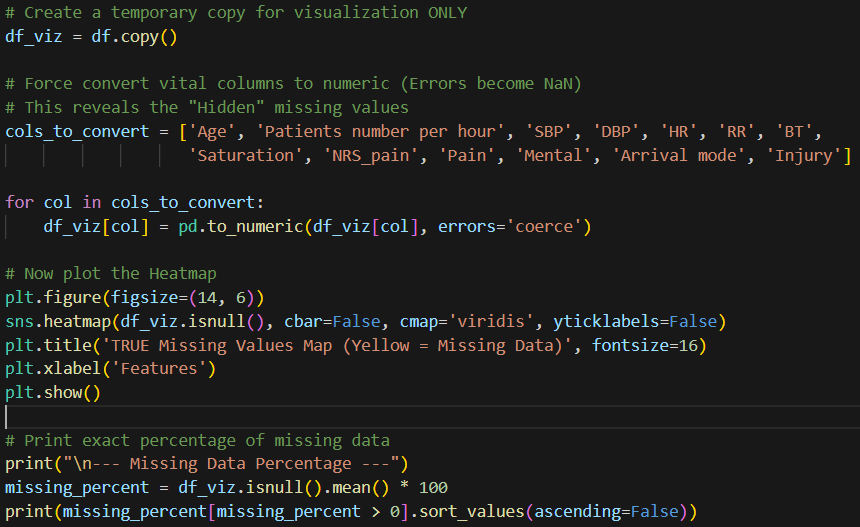 # Create a temporary copy for visualization ONLY
df_viz = df.copy()
# Force convert vital columns to numeric (Errors become NaN)
# This reveals the "Hidden" missing values
cols_to_convert = ['Age', 'Patients number per hour', 'SBP', 'DBP', 'HR', 'RR', 'BT',
'Saturation', 'NRS_pain', 'Pain', 'Mental', 'Arrival mode', 'Injury']
for col in cols_to_convert:
df_viz[col] = pd.to_numeric(df_viz[col], errors='coerce')
# Now plot the Heatmap
plt.figure(figsize=(14, 6))
sns.heatmap(df_viz.isnull(), cbar=False, cmap='viridis', yticklabels=False)
plt.title('TRUE Missing Values Map (Yellow = Missing Data)', fontsize=16)
plt.xlabel('Features')
plt.show()
# Print exact percentage of missing data
print("\n--- Missing Data Percentage ---")
missing_percent = df_viz.isnull().mean() * 100
print(missing_percent[missing_percent > 0].sort_values(ascending=False))